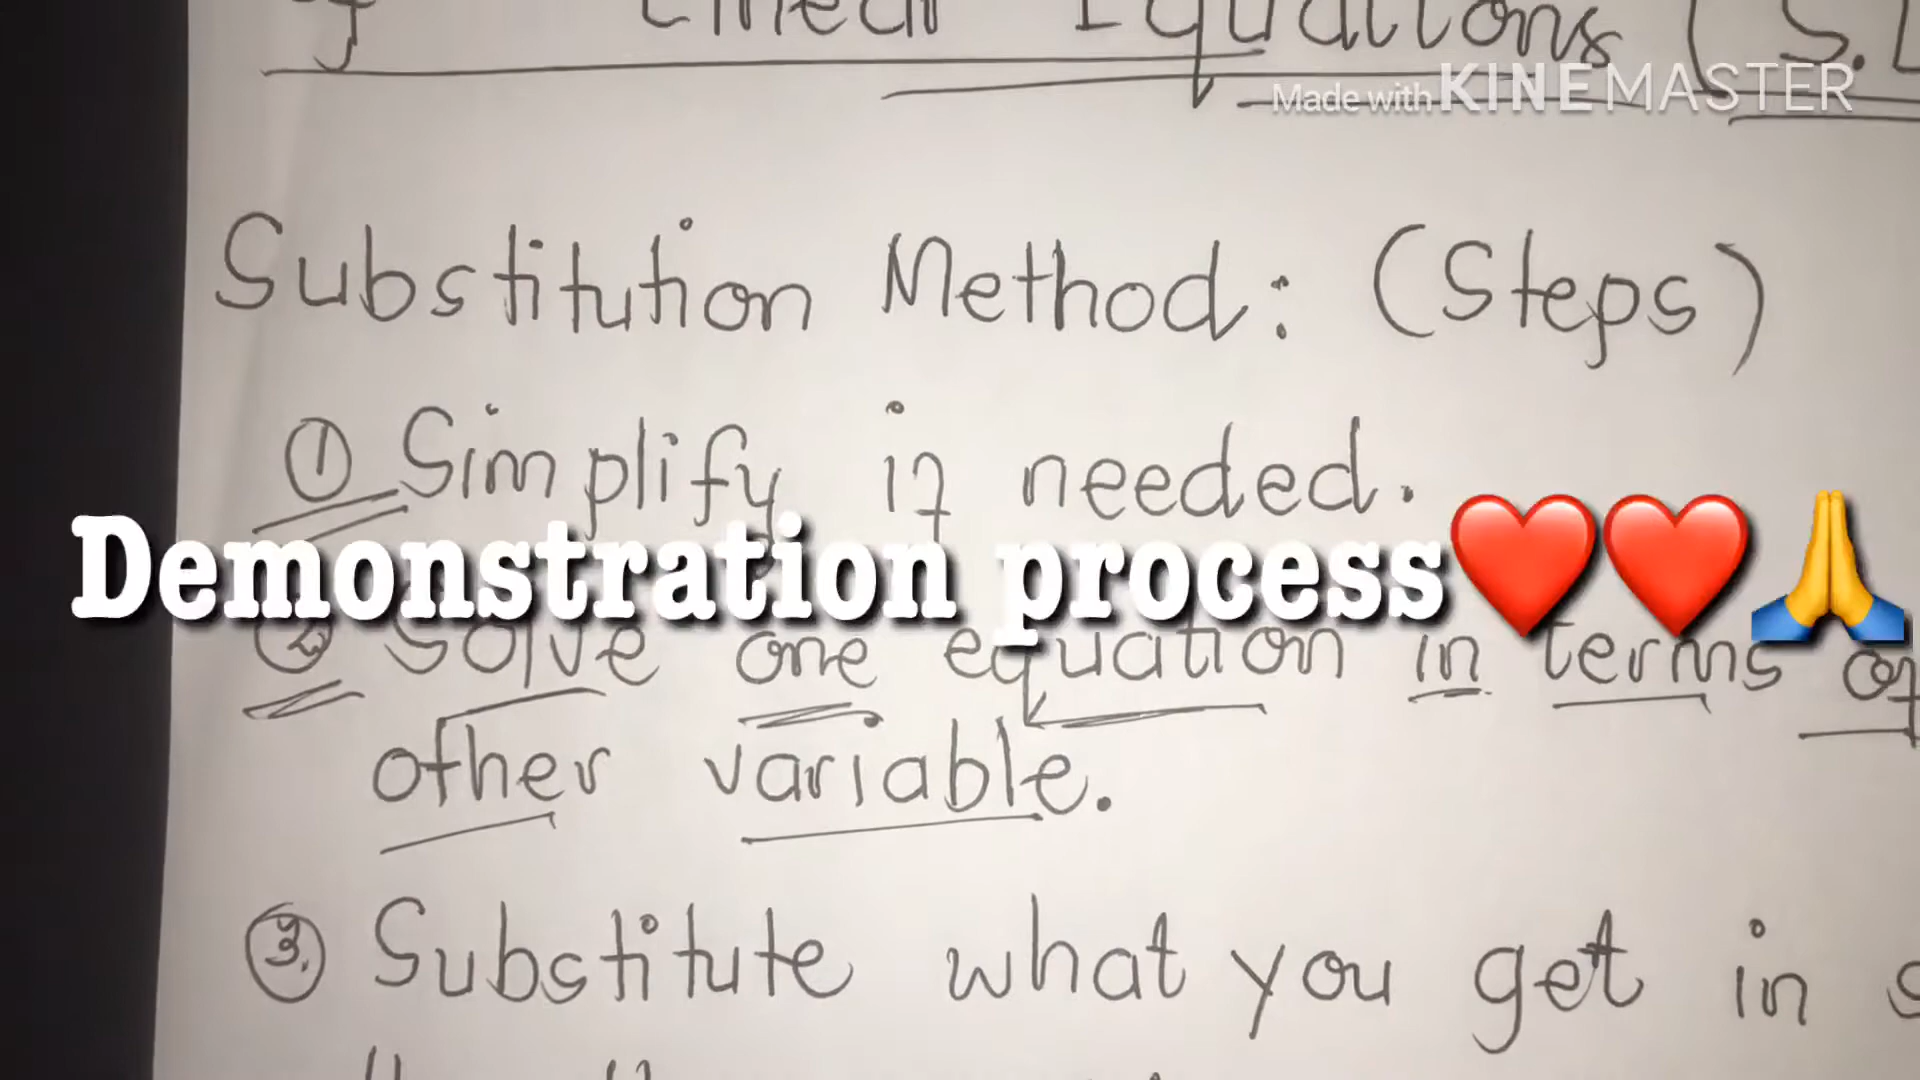 Linear Equations (S.
Made with KINEMASTER
Substitution Method: (Steps)
① Simplify if needed.
Demonstration process❤️❤️🙏
② Solve one equation in terms of
other variable.
③ Substitute what you get in